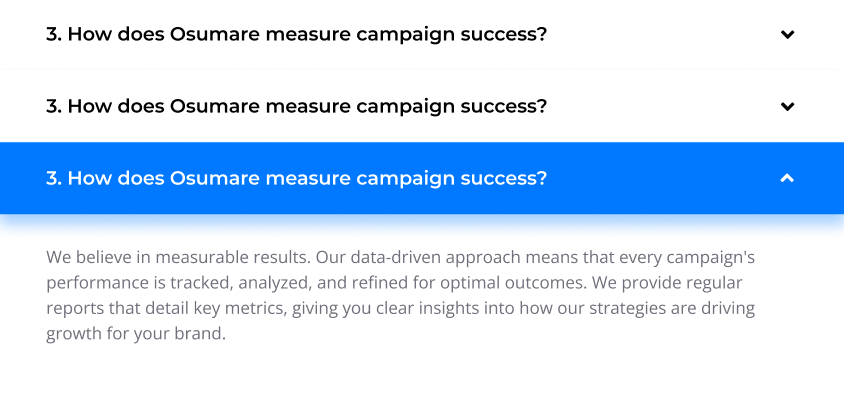 3. How does Osumare measure campaign success?
3. How does Osumare measure campaign success?
3. How does Osumare measure campaign success?
We believe in measurable results. Our data-driven approach means that every campaign's
performance is tracked, analyzed, and refined for optimal outcomes. We provide regular
reports that detail key metrics, giving you clear insights into how our strategies are driving
growth for your brand.